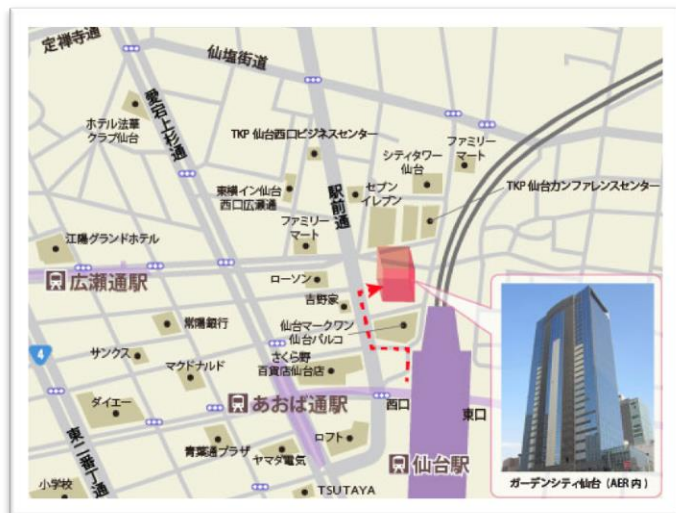 定禅寺通
仙塩街道
愛宕上杉通
ホテル法華
クラブ仙台
TKP 仙台西口ビジネスセンター
ファミリー
マート
シティタワー
仙台
東横イン仙台
西口広瀬通
駅前通
セブン
イレブン
TKP 仙台カンファレンスセンター
ファミリー
マート
江陽グランドホテル
広瀬通駅
ローソン
吉野家
常陽銀行
仙台マークワン
仙台パルコ
4
サンクス
さくら野
百貨店仙台店
マクドナルド
ダイエー
あおば通駅
西口
東口
東二番丁通
青葉通プラザ
ヤマダ電気
ロフト
仙台駅
小学校
TSUTAYA
ガーデンシティ仙台（AER 内）